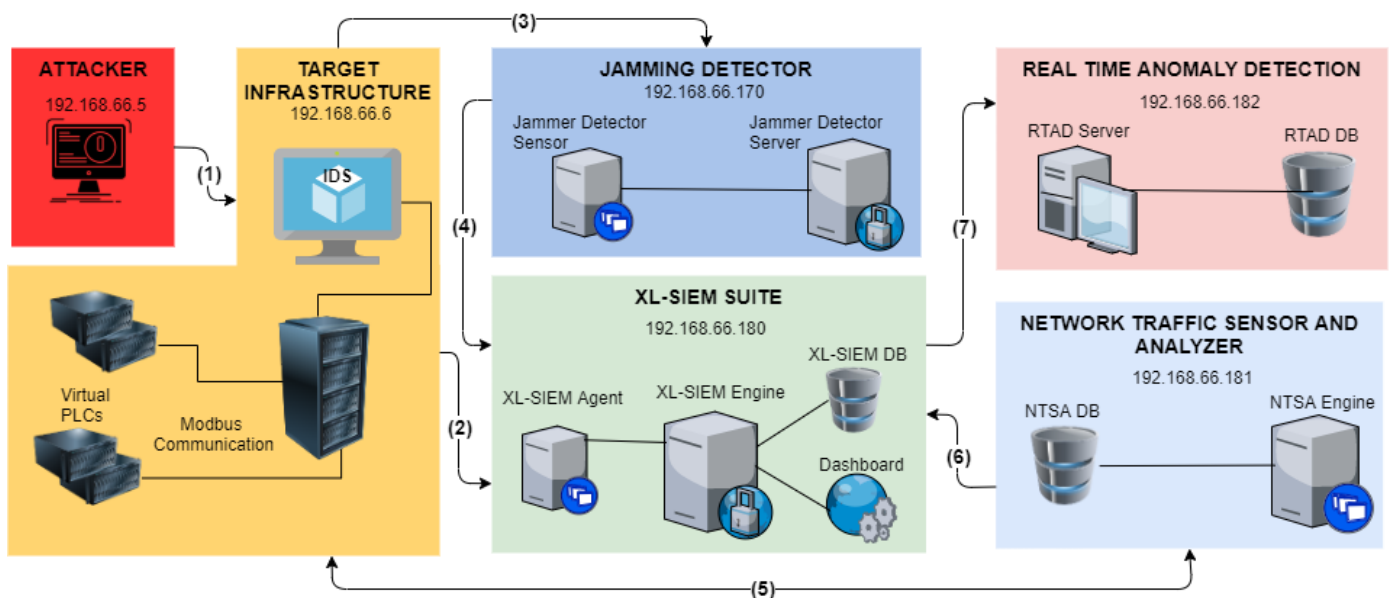 (3)
ATTACKER
192.168.66.5
(1)
TARGET
INFRASTRUCTURE
192.168.66.6
IDS
Virtual
PLCs
Modbus
Communication
(2)
(4)
JAMMING DETECTOR
192.168.66.170
Jammer Detector
Sensor
Jammer Detector
Server
XL-SIEM SUITE
192.168.66.180
XL-SIEM DB
XL-SIEM Agent
XL-SIEM Engine
Dashboard
(7)
REAL TIME ANOMALY DETECTION
192.168.66.182
RTAD Server
RTAD DB
NETWORK TRAFFIC SENSOR AND
ANALYZER
192.168.66.181
NTSA DB
NTSA Engine
(6)
(5)